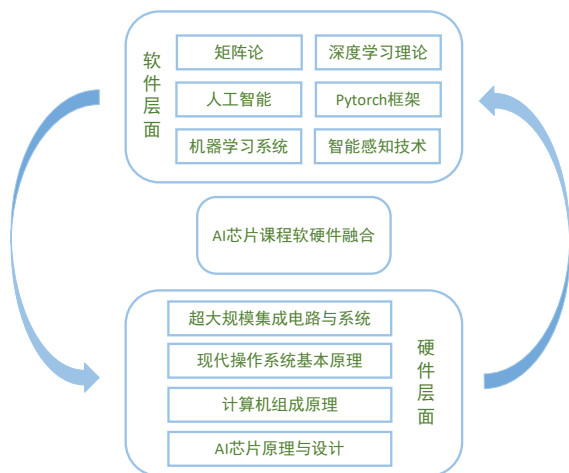 软件层面
矩阵论
深度学习理论
人工智能
Pytorch框架
机器学习系统
智能感知技术
AI芯片课程软硬件融合
超大规模集成电路与系统
现代操作系统基本原理
计算机组成原理
AI芯片原理与设计
硬件层面